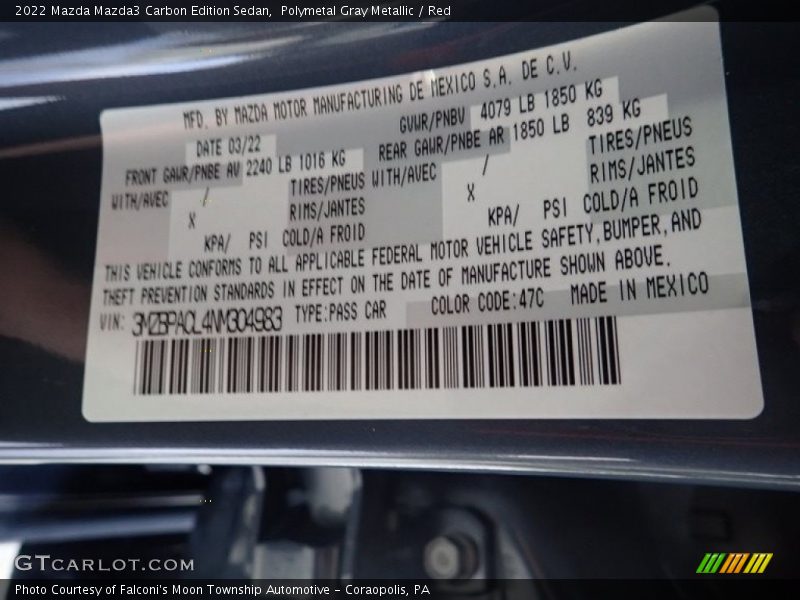 2022 Mazda Mazda3 Carbon Edition Sedan, Polymetal Gray Metallic / Red
MFD. BY MAZDA MOTOR MANUFACTURING DE MEXICO S.A. DE C.V.
DATE 03/22 GVWR/PNBV 4079 LB 1850 KG
FRONT GAWR/PNBE AV 2240 LB 1016 KG REAR GAWR/PNBE AR 1850 LB 839 KG
WITH/AVEC / TIRES/PNEUS WITH/AVEC / TIRES/PNEUS
X RIMS/JANTES X RIMS/JANTES
KPA/ PSI COLD/A FROID KPA/ PSI COLD/A FROID
THIS VEHICLE CONFORMS TO ALL APPLICABLE FEDERAL MOTOR VEHICLE SAFETY, BUMPER, AND
THEFT PREVENTION STANDARDS IN EFFECT ON THE DATE OF MANUFACTURE SHOWN ABOVE.
VIN: 3MZBPACL4NM304983 TYPE:PASS CAR COLOR CODE:47C MADE IN MEXICO
GTCARLOT.COM
Photo Courtesy of Falconi's Moon Township Automotive - Coraopolis, PA